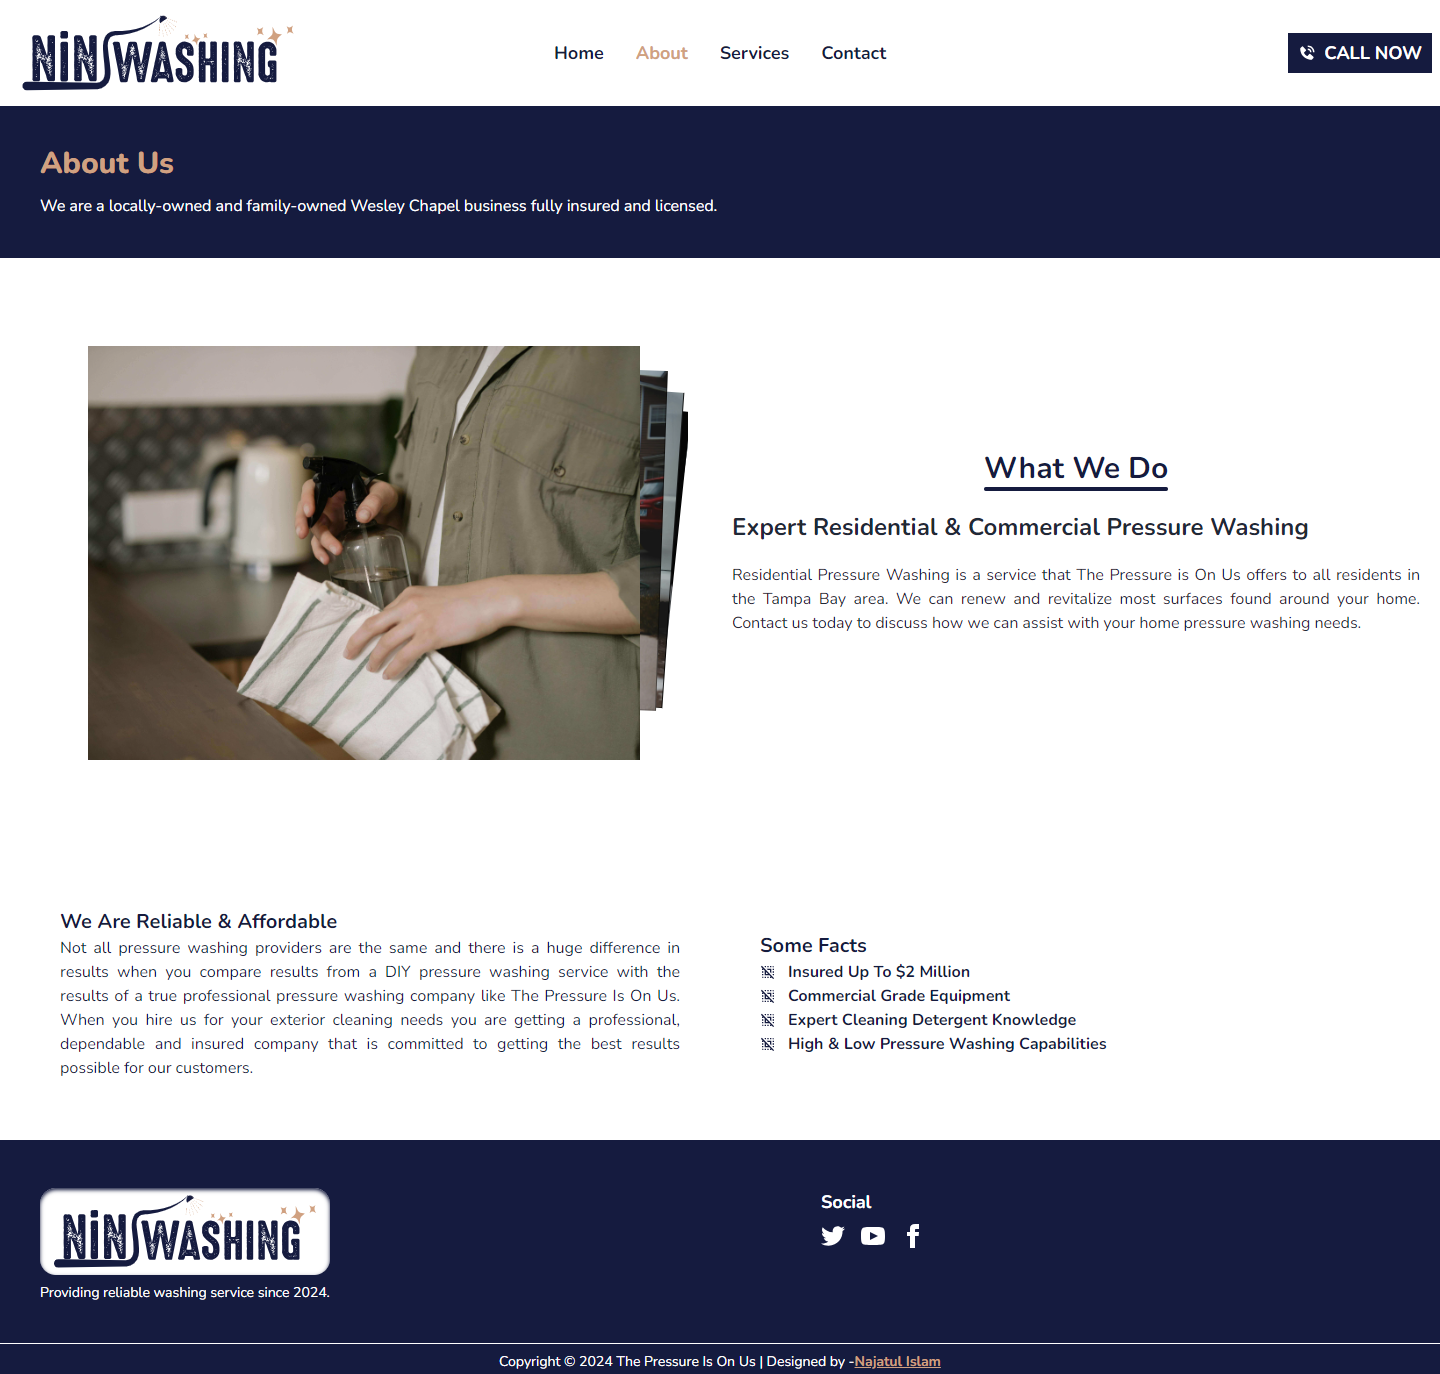 NiN WASHING
Home About Services Contact
CALL NOW
About Us
We are a locally-owned and family-owned Wesley Chapel business fully insured and licensed.
What We Do
Expert Residential & Commercial Pressure Washing
Residential Pressure Washing is a service that The Pressure is On Us offers to all residents in
the Tampa Bay area. We can renew and revitalize most surfaces found around your home.
Contact us today to discuss how we can assist with your home pressure washing needs.
We Are Reliable & Affordable
Not all pressure washing providers are the same and there is a huge difference in
results when you compare results from a DIY pressure washing service with the
results of a true professional pressure washing company like The Pressure Is On Us.
When you hire us for your exterior cleaning needs you are getting a professional,
dependable and insured company that is committed to getting the best results
possible for our customers.
Some Facts
Insured Up To $2 Million
Commercial Grade Equipment
Expert Cleaning Detergent Knowledge
High & Low Pressure Washing Capabilities
NiN WASHING
Providing reliable washing service since 2024.
Social
Copyright © 2024 The Pressure Is On Us | Designed by -Najatul Islam